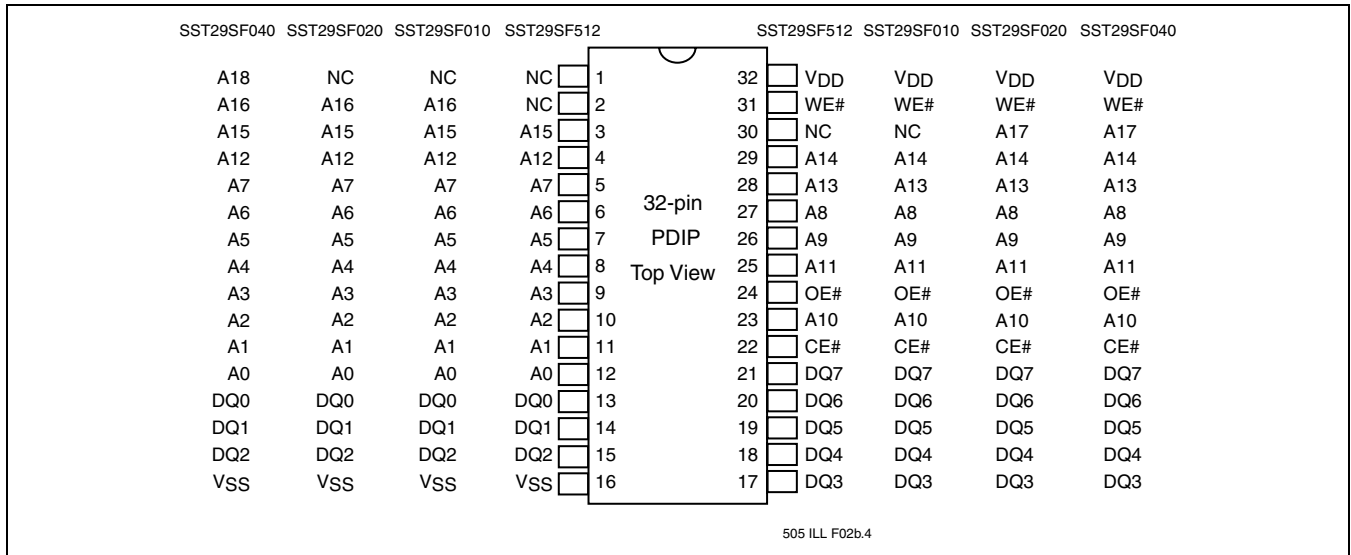 SST29SF040 SST29SF020 SST29SF010 SST29SF512 SST29SF512 SST29SF010 SST29SF020 SST29SF040
A18 NC NC NC 1 32 VDD VDD VDD VDD
A16 A16 A16 NC 2 31 WE# WE# WE# WE#
A15 A15 A15 A15 3 30 NC NC A17 A17
A12 A12 A12 A12 4 29 A14 A14 A14 A14
A7 A7 A7 A7 5 28 A13 A13 A13 A13
A6 A6 A6 A6 6 32-pin 27 A8 A8 A8 A8
A5 A5 A5 A5 7 PDIP 26 A9 A9 A9 A9
A4 A4 A4 A4 8 Top View 25 A11 A11 A11 A11
A3 A3 A3 A3 9 24 OE# OE# OE# OE#
A2 A2 A2 A2 10 23 A10 A10 A10 A10
A1 A1 A1 A1 11 22 CE# CE# CE# CE#
A0 A0 A0 A0 12 21 DQ7 DQ7 DQ7 DQ7
DQ0 DQ0 DQ0 DQ0 13 20 DQ6 DQ6 DQ6 DQ6
DQ1 DQ1 DQ1 DQ1 14 19 DQ5 DQ5 DQ5 DQ5
DQ2 DQ2 DQ2 DQ2 15 18 DQ4 DQ4 DQ4 DQ4
VSS VSS VSS VSS 16 17 DQ3 DQ3 DQ3 DQ3
505 ILL F02b.4